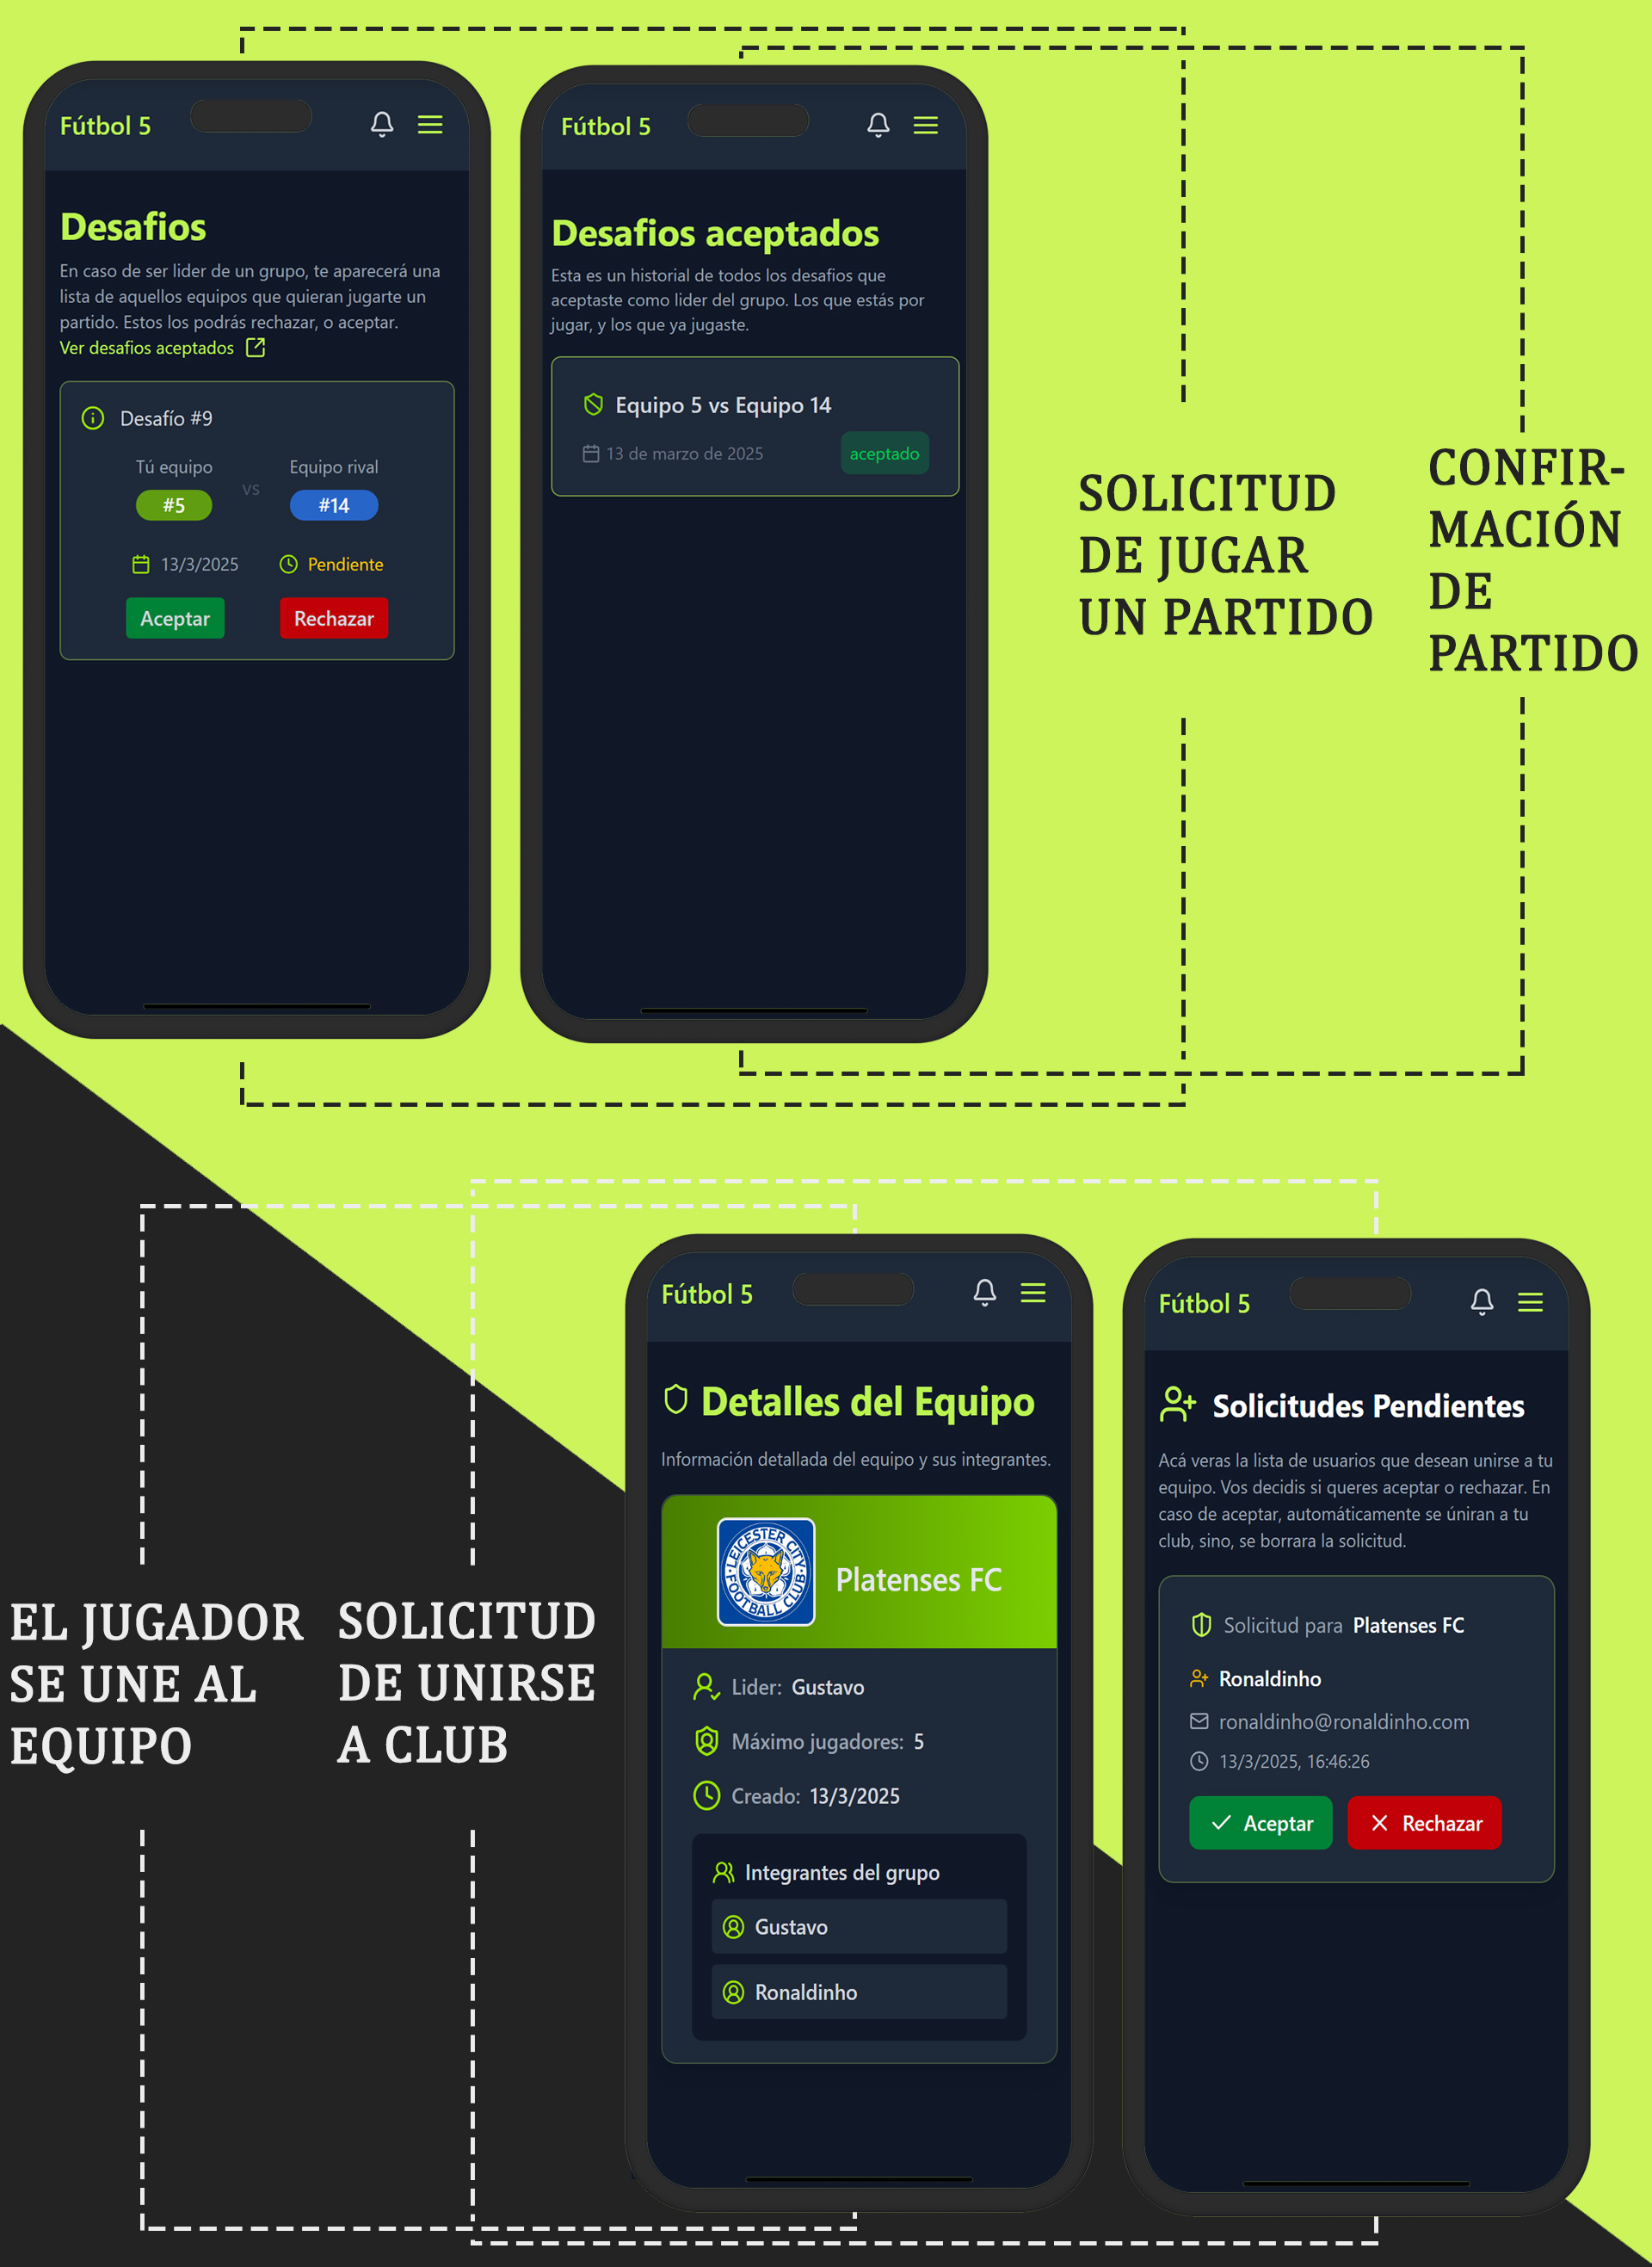 Fútbol 5
Desafios
En caso de ser lider de un grupo, te aparecerá una
lista de aquellos equipos que quieran jugarte un
partido. Estos los podrás rechazar, o aceptar.
Ver desafios aceptados
Desafío #9
Tú equipo
vs
Equipo rival
#5
#14
13/3/2025
Pendiente
Aceptar
Rechazar
Fútbol 5
Desafios aceptados
Esta es un historial de todos los desafios que
aceptaste como lider del grupo. Los que estás por
jugar, y los que ya jugaste.
Equipo 5 vs Equipo 14
13 de marzo de 2025
aceptado
SOLICITUD
DE JUGAR
UN PARTIDO
CONFIR-
MACIÓN
DE
PARTIDO
EL JUGADOR
SE UNE AL
EQUIPO
SOLICITUD
DE UNIRSE
A CLUB
Fútbol 5
Detalles del Equipo
Información detallada del equipo y sus integrantes.
LEICESTER CITY
FOOTBALL CLUB
Platenses FC
Lider: Gustavo
Máximo jugadores: 5
Creado: 13/3/2025
Integrantes del grupo
Gustavo
Ronaldinho
Fútbol 5
Solicitudes Pendientes
Acá veras la lista de usuarios que desean unirse a tu
equipo. Vos decidis si queres aceptar o rechazar. En
caso de aceptar, automáticamente se úniran a tu
club, sino, se borrara la solicitud.
Solicitud para Platenses FC
Ronaldinho
ronaldinho@ronaldinho.com
13/3/2025, 16:46:26
Aceptar
Rechazar